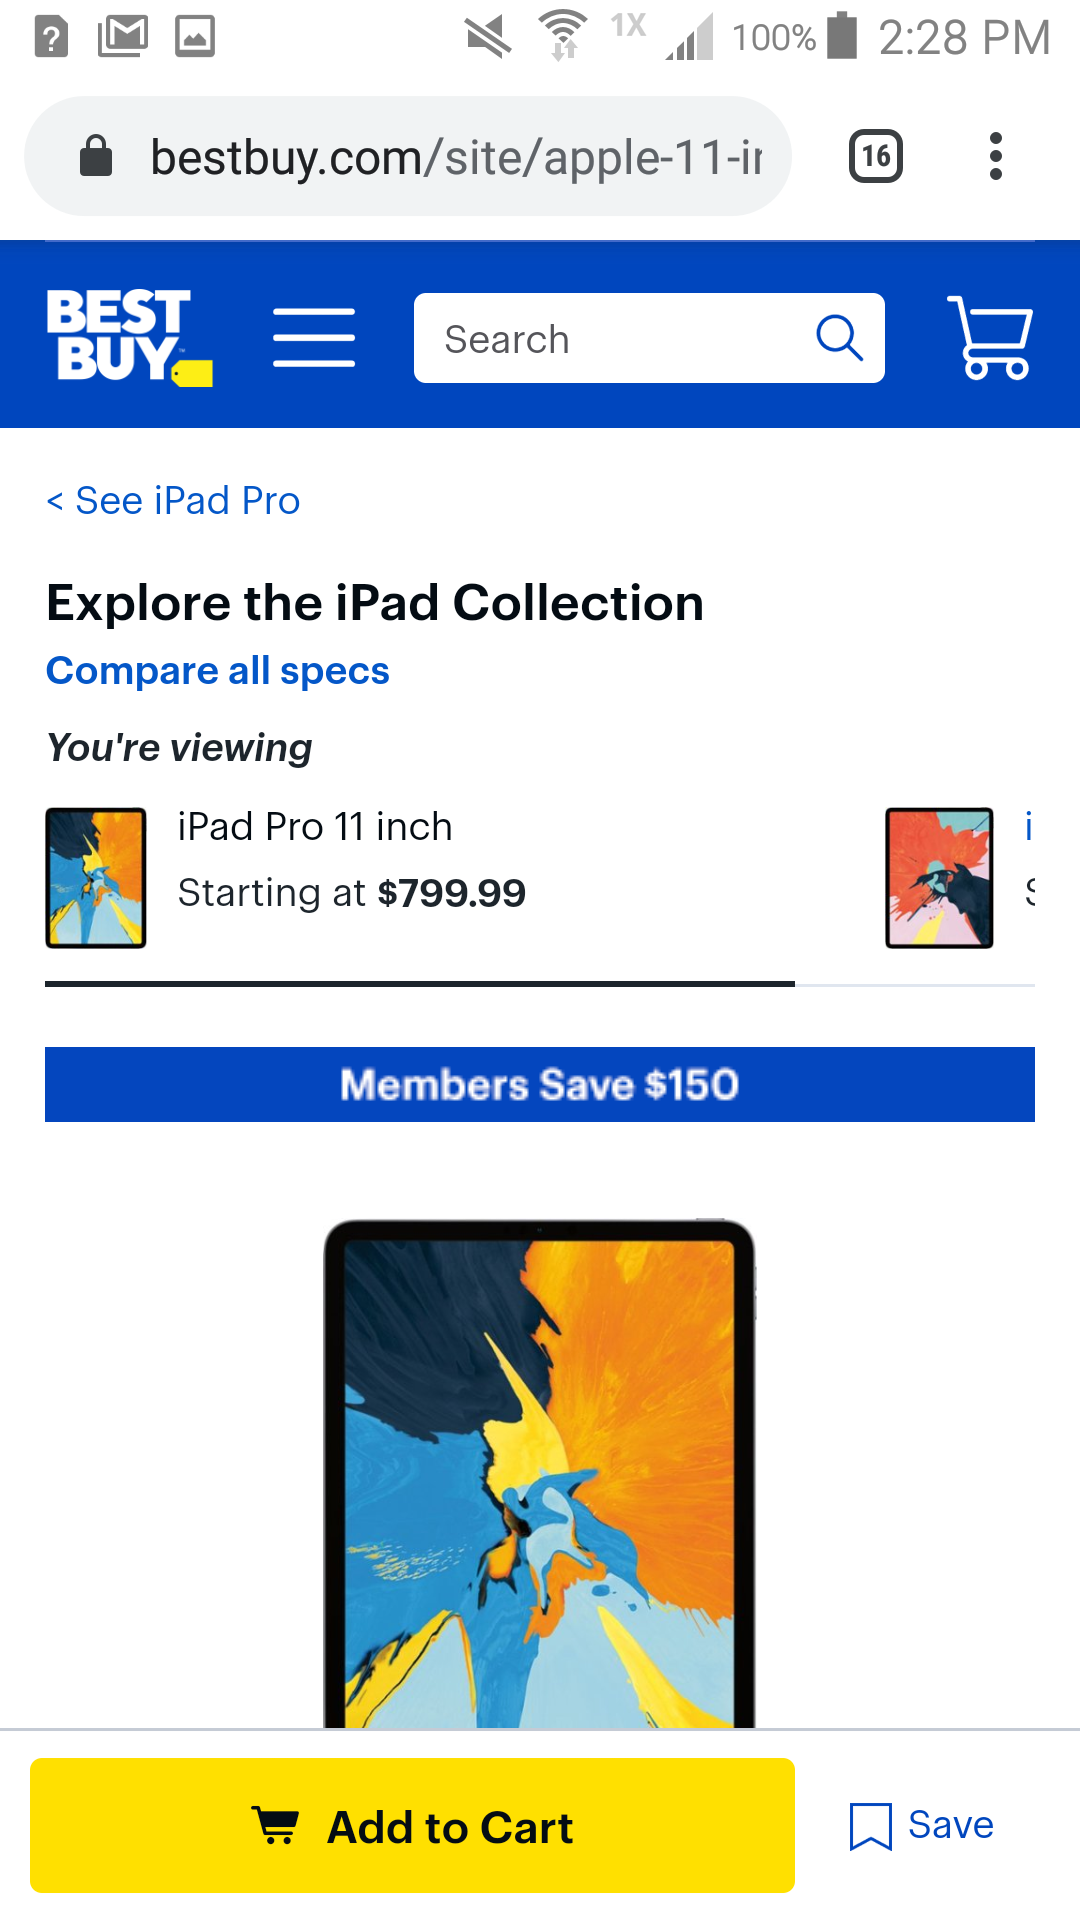 1X 100% 2:28 PM
bestbuy.com/site/apple-11-in
16
BEST BUY
Search
< See iPad Pro
Explore the iPad Collection
Compare all specs
You're viewing
iPad Pro 11 inch
Starting at $799.99
Members Save $150
Add to Cart
Save